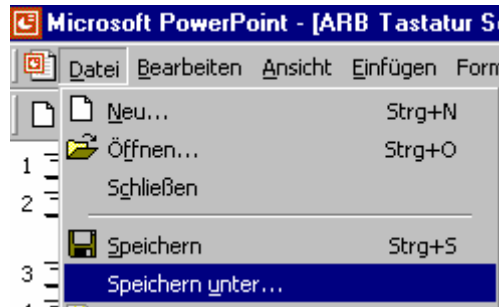 Microsoft PowerPoint - [ARB Tastatur S
Datei Bearbeiten Ansicht Einfügen Form
Neu... Strg+N
Öffnen... Strg+O
1
Schließen
2
Speichern Strg+S
3
Speichern unter...